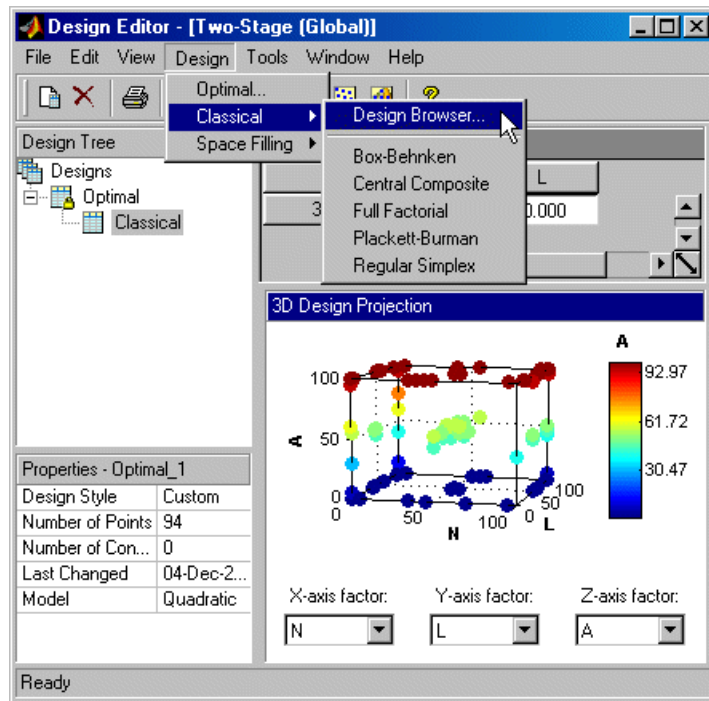 Design Editor - [Two-Stage (Global)]
File Edit View Design Tools Window Help
Optimal...
Classical
Space Filling
Design Browser...
Box-Behnken
Central Composite
Full Factorial
Plackett-Burman
Regular Simplex
Design Tree
Designs
Optimal
Classical
L
3
0.000
Properties - Optimal_1
Design Style Custom
Number of Points 94
Number of Con... 0
Last Changed 04-Dec-2...
Model Quadratic
3D Design Projection
A
92.97
61.72
30.47
100
50
0
A
0
50
100
N
0
50
100
L
X-axis factor: Y-axis factor: Z-axis factor:
N L A
Ready